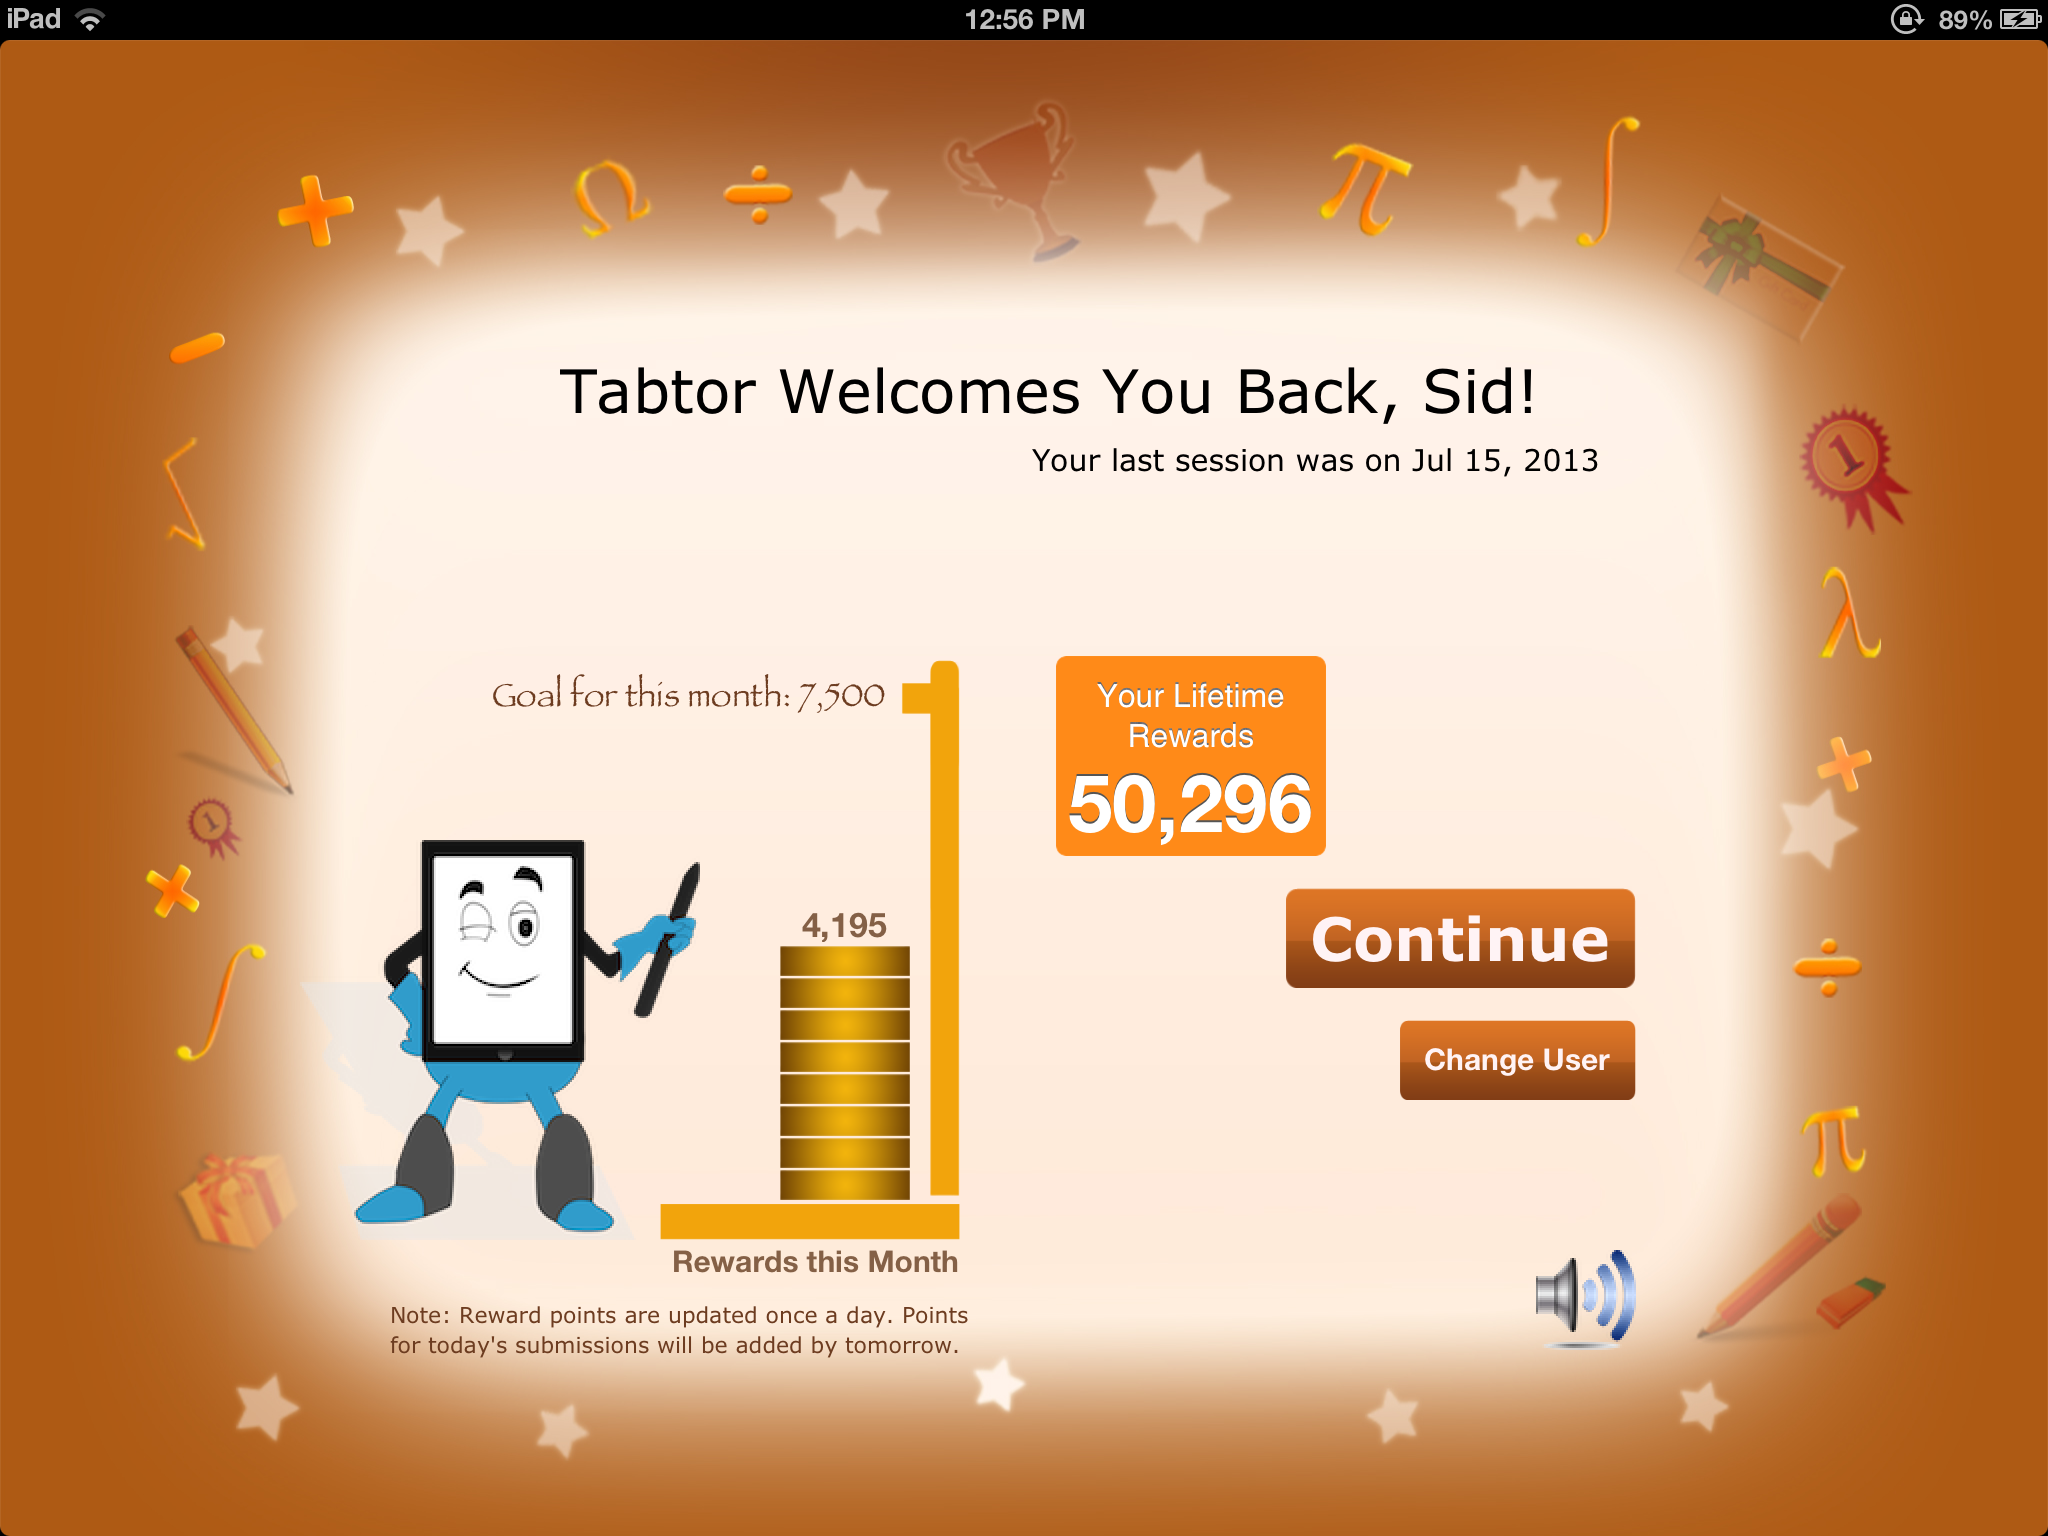 iPad 12:56 PM 89%
Tabtor Welcomes You Back, Sid!
Your last session was on Jul 15, 2013
Goal for this month: 7,500
Your Lifetime
Rewards
50,296
4,195
Continue
Change User
Rewards this Month
Note: Reward points are updated once a day. Points
for today's submissions will be added by tomorrow.
+ Ω ÷ π ∫
−
√
1
λ
+
1
×
÷
∫
π